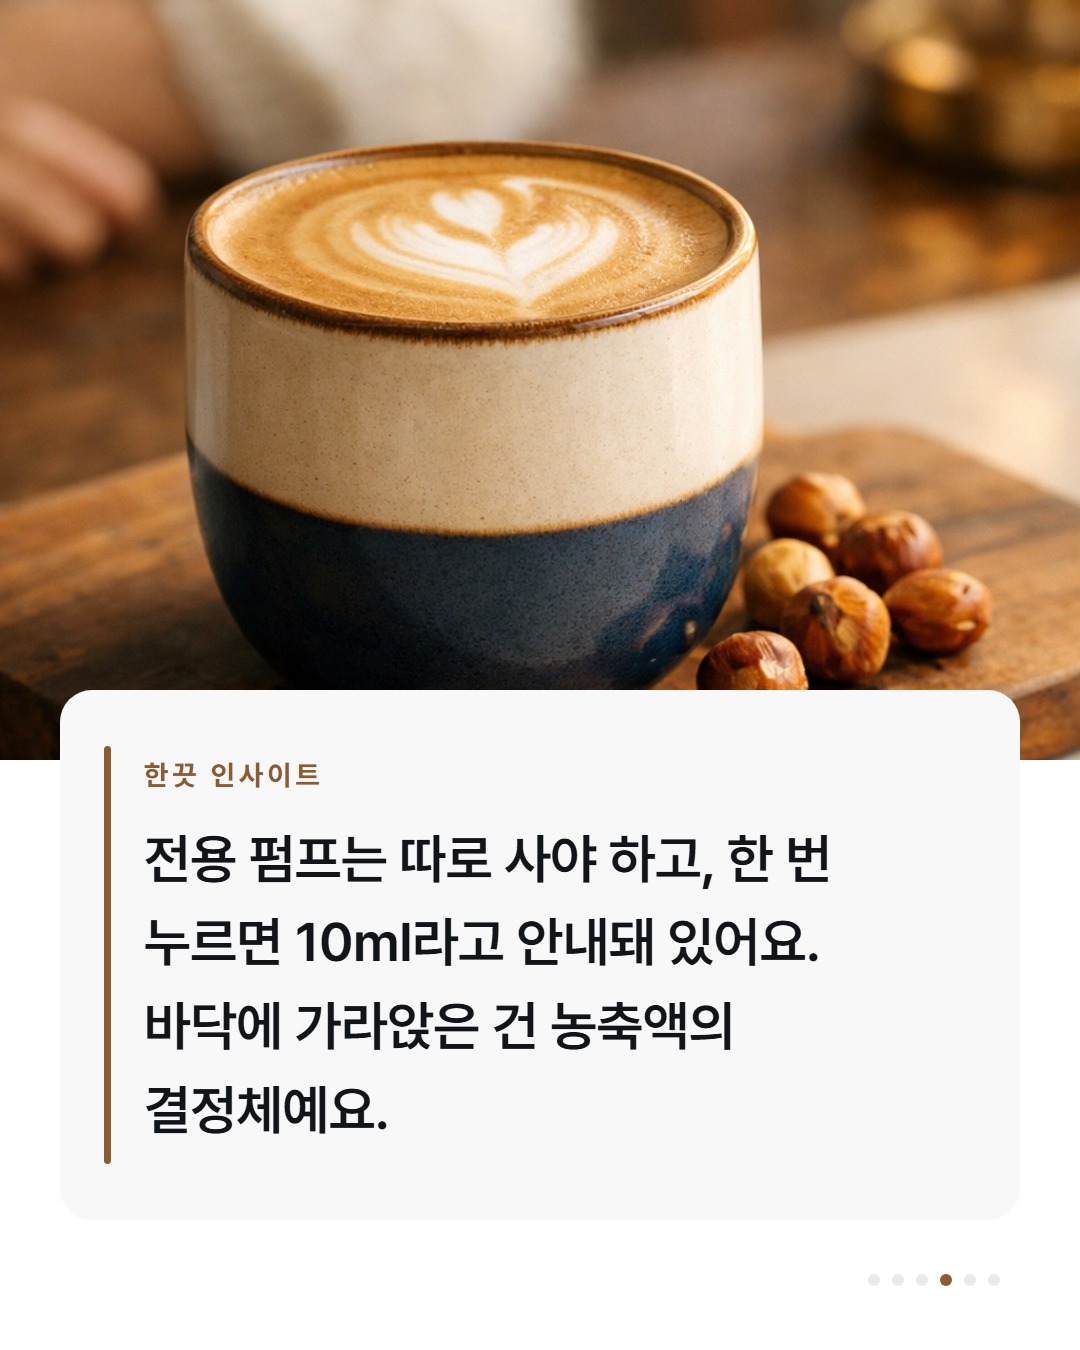 한끗 인사이트
전용 펌프는 따로 사야 하고, 한 번
누르면 10ml라고 안내돼 있어요.
바닥에 가라앉은 건 농축액의
결정체예요.